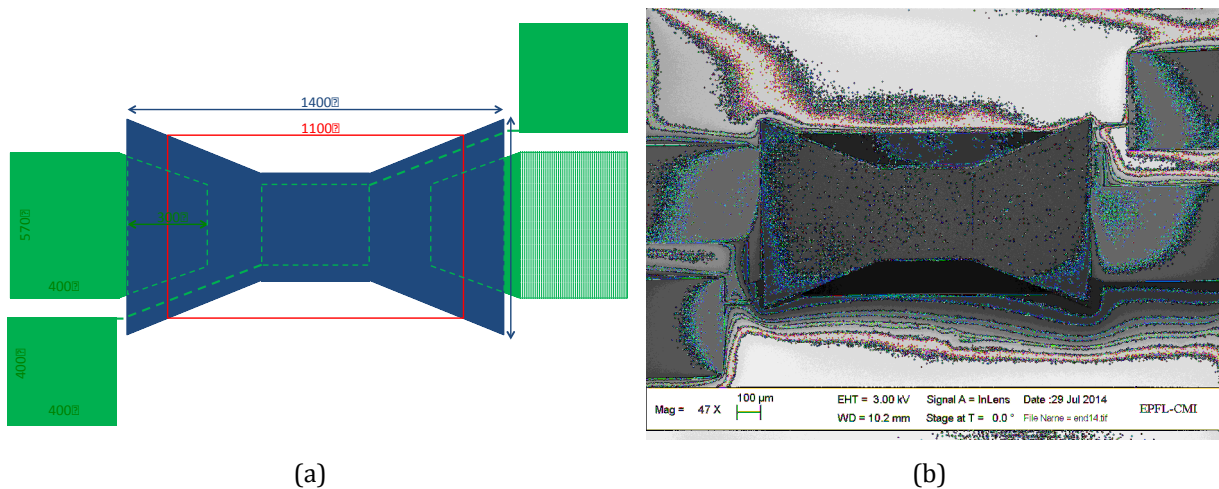 1400
1100
570
400
400
400
Mag = 47 X
100 µm
EHT = 3.00 kV
WD = 10.2 mm
Signal A = InLens
Stage at T = 0.0 °
Date :29 Jul 2014
File Name = end14.tif
EPFL-CMI
(a)
(b)